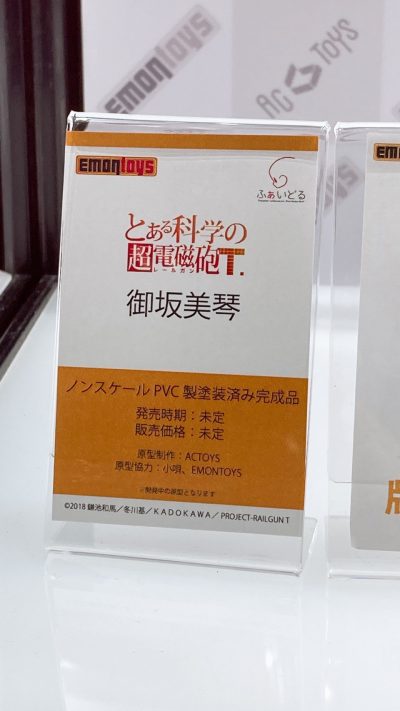 EMONtoys
AC TOYS
EMONtoys
ふぁいどる
EMONtoys
とある科学の
超電磁砲T.
レールガン
御坂美琴
ノンスケール PVC 製塗装済み完成品
発売時期：未定
販売価格：未定
原型制作：ACTOYS
原型協力：小唄、EMONTOYS
※開発中の原型となります
©2018 鎌池和馬／冬川基／ＫＡＤＯＫＡＷＡ／PROJECT-RAILGUN T